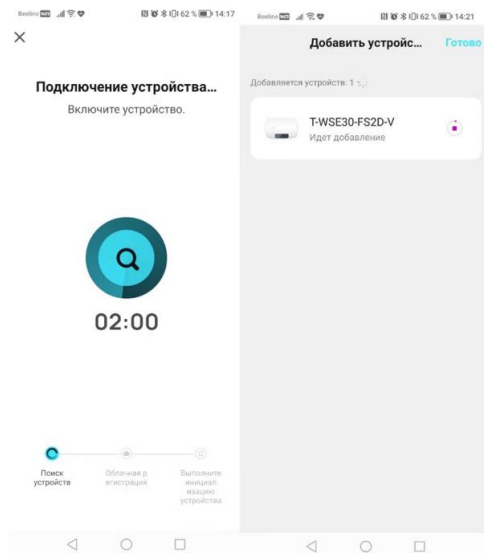 Beeline 62 % 14:17
Подключение устройства…
Включите устройство.
02:00
Поиск
устройств
Облачная р
егистрация
Выполните
инициал
изацию
устройства
Beeline 62 % 14:21
Добавить устройс… Готово
Добавляется устройств: 1
T-WSE30-FS2D-V
Идет добавление